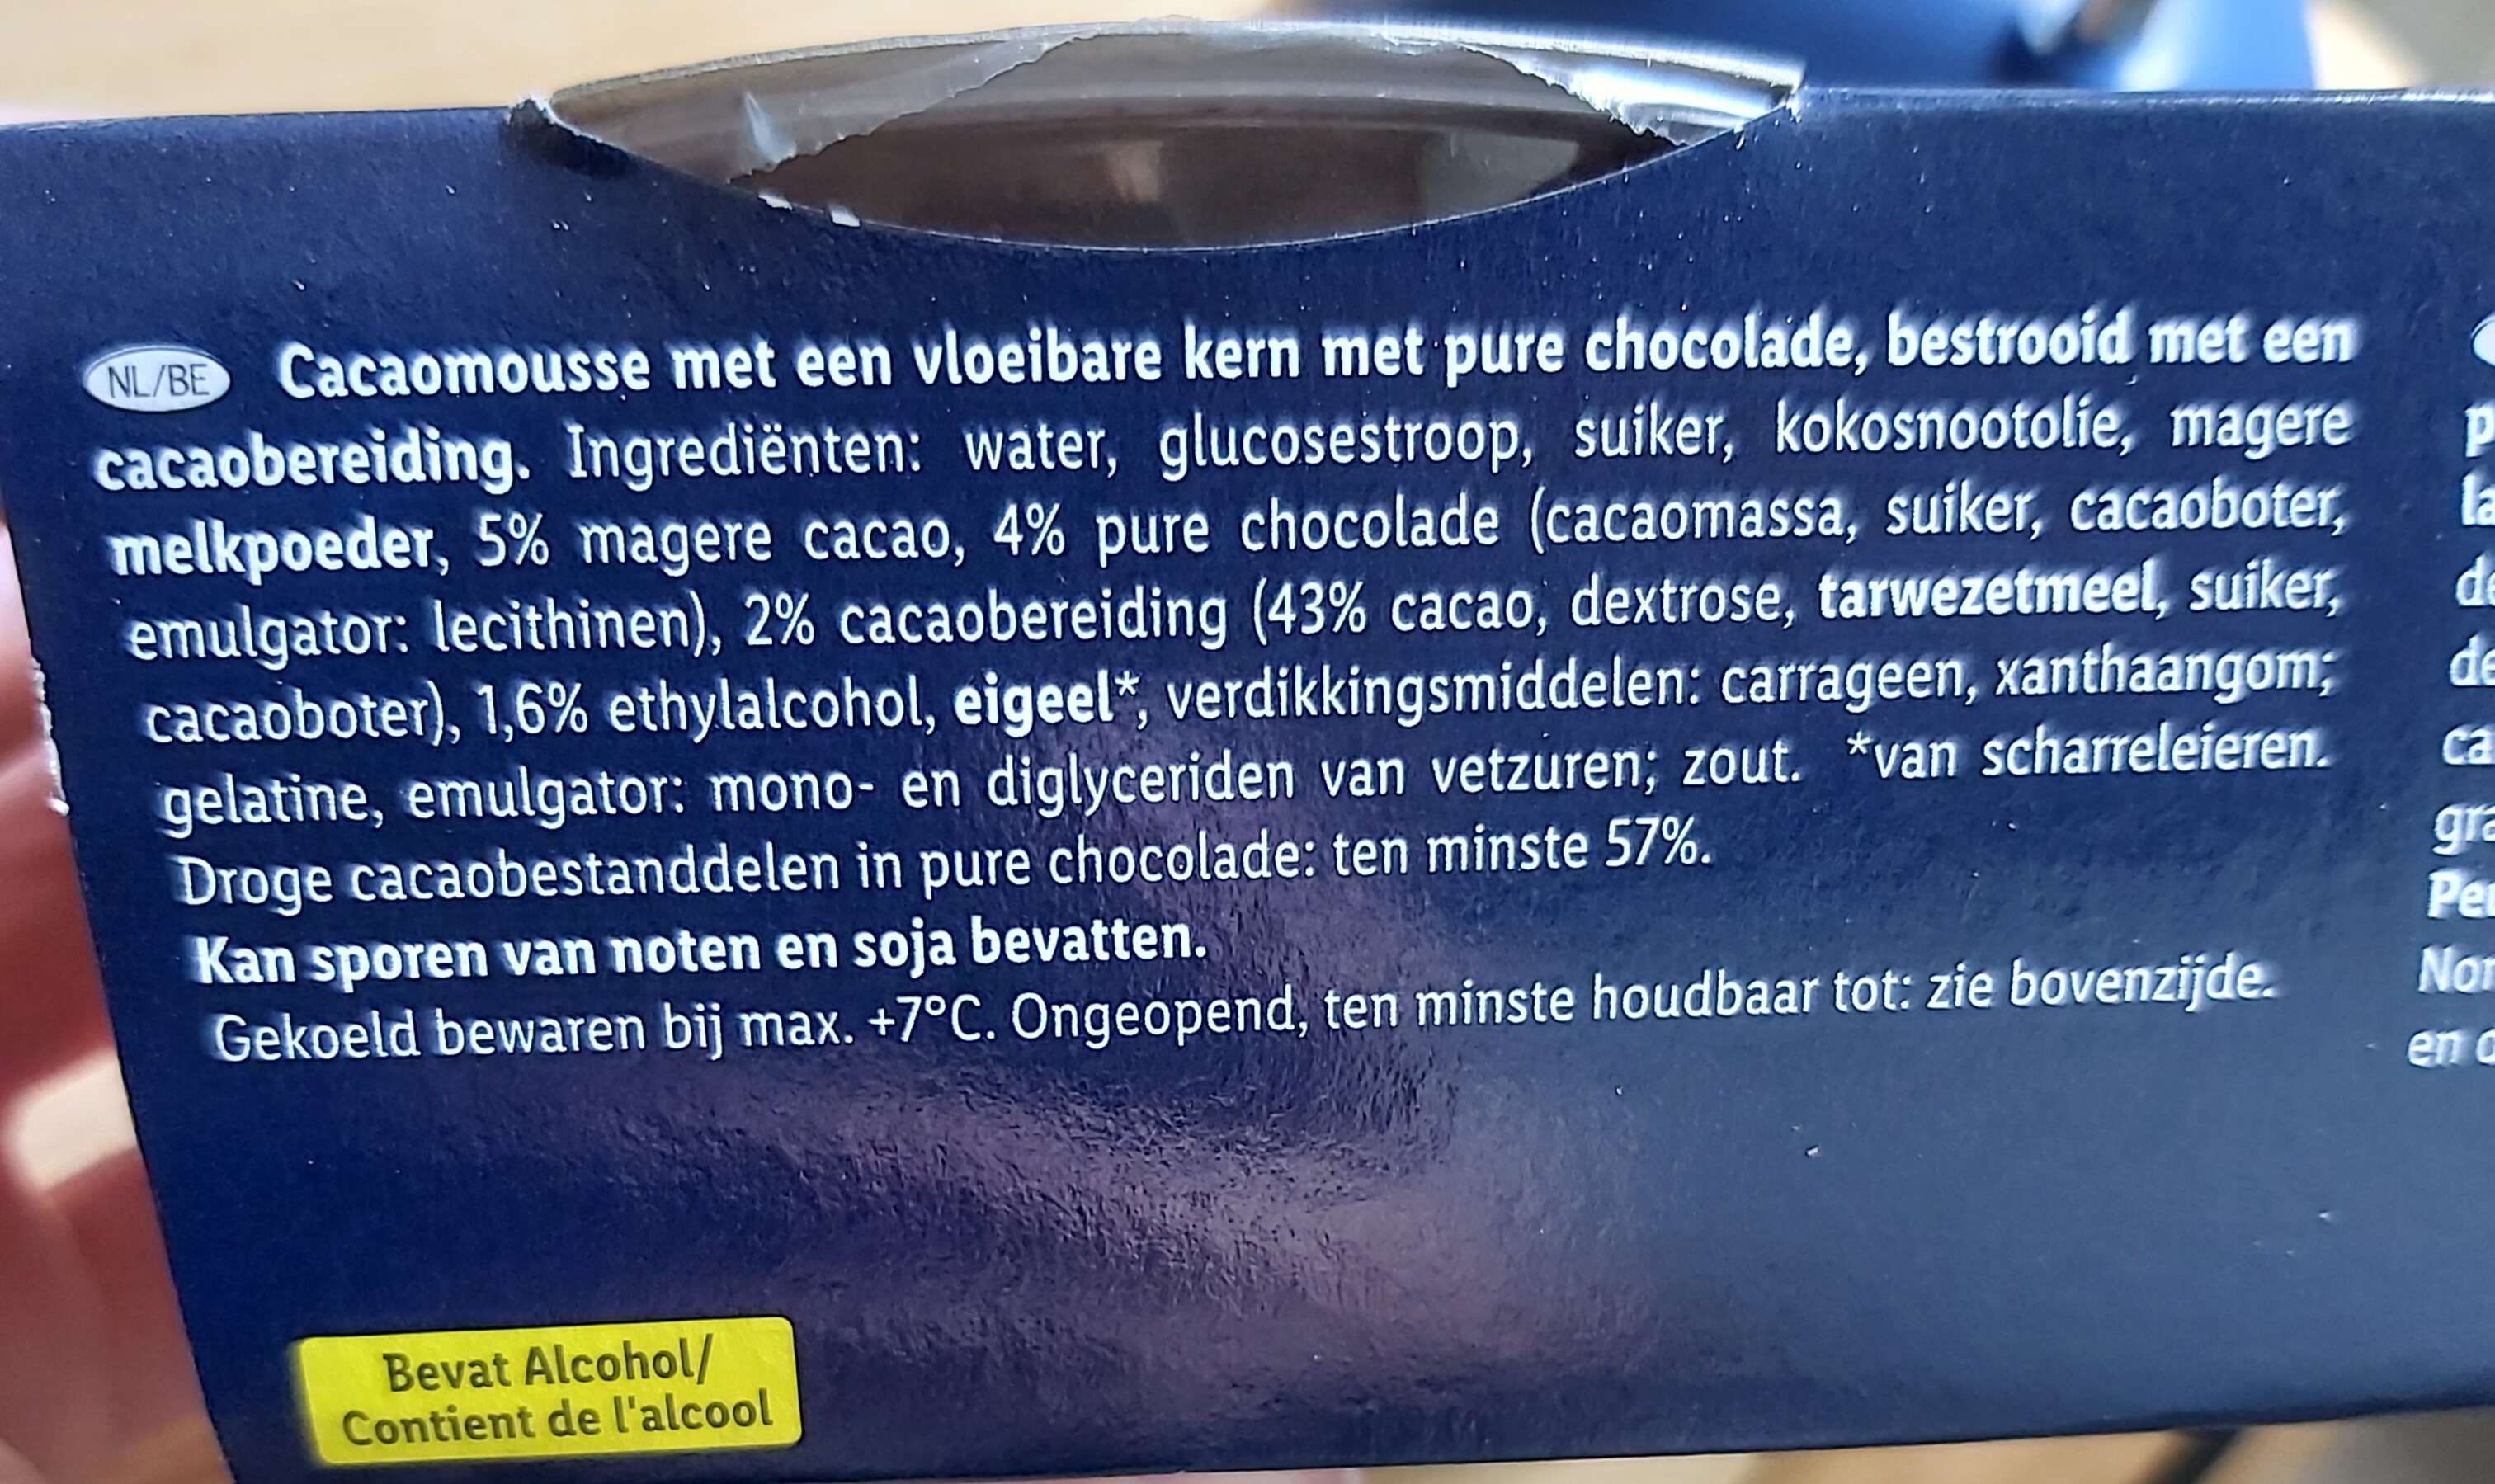 NL/BE Cacaomousse met een vloeibare kern met pure chocolade, bestrooid met een
cacaobereiding. Ingrediënten: water, glucosestroop, suiker, kokosnootolie, magere
melkpoeder, 5% magere cacao, 4% pure chocolade (cacaomassa, suiker, cacaoboter,
emulgator: lecithinen), 2% cacaobereiding (43% cacao, dextrose, tarwezetmeel, suiker,
cacaoboter), 1,6% ethylalcohol, eigeel*, verdikkingsmiddelen: carrageen, xanthaangom;
gelatine, emulgator: mono- en diglyceriden van vetzuren; zout. *van scharreleieren.
Droge cacaobestanddelen in pure chocolade: ten minste 57%.
Kan sporen van noten en soja bevatten.
Gekoeld bewaren bij max. +7°C. Ongeopend, ten minste houdbaar tot: zie bovenzijde.
Bevat Alcohol/
Contient de l'alcool